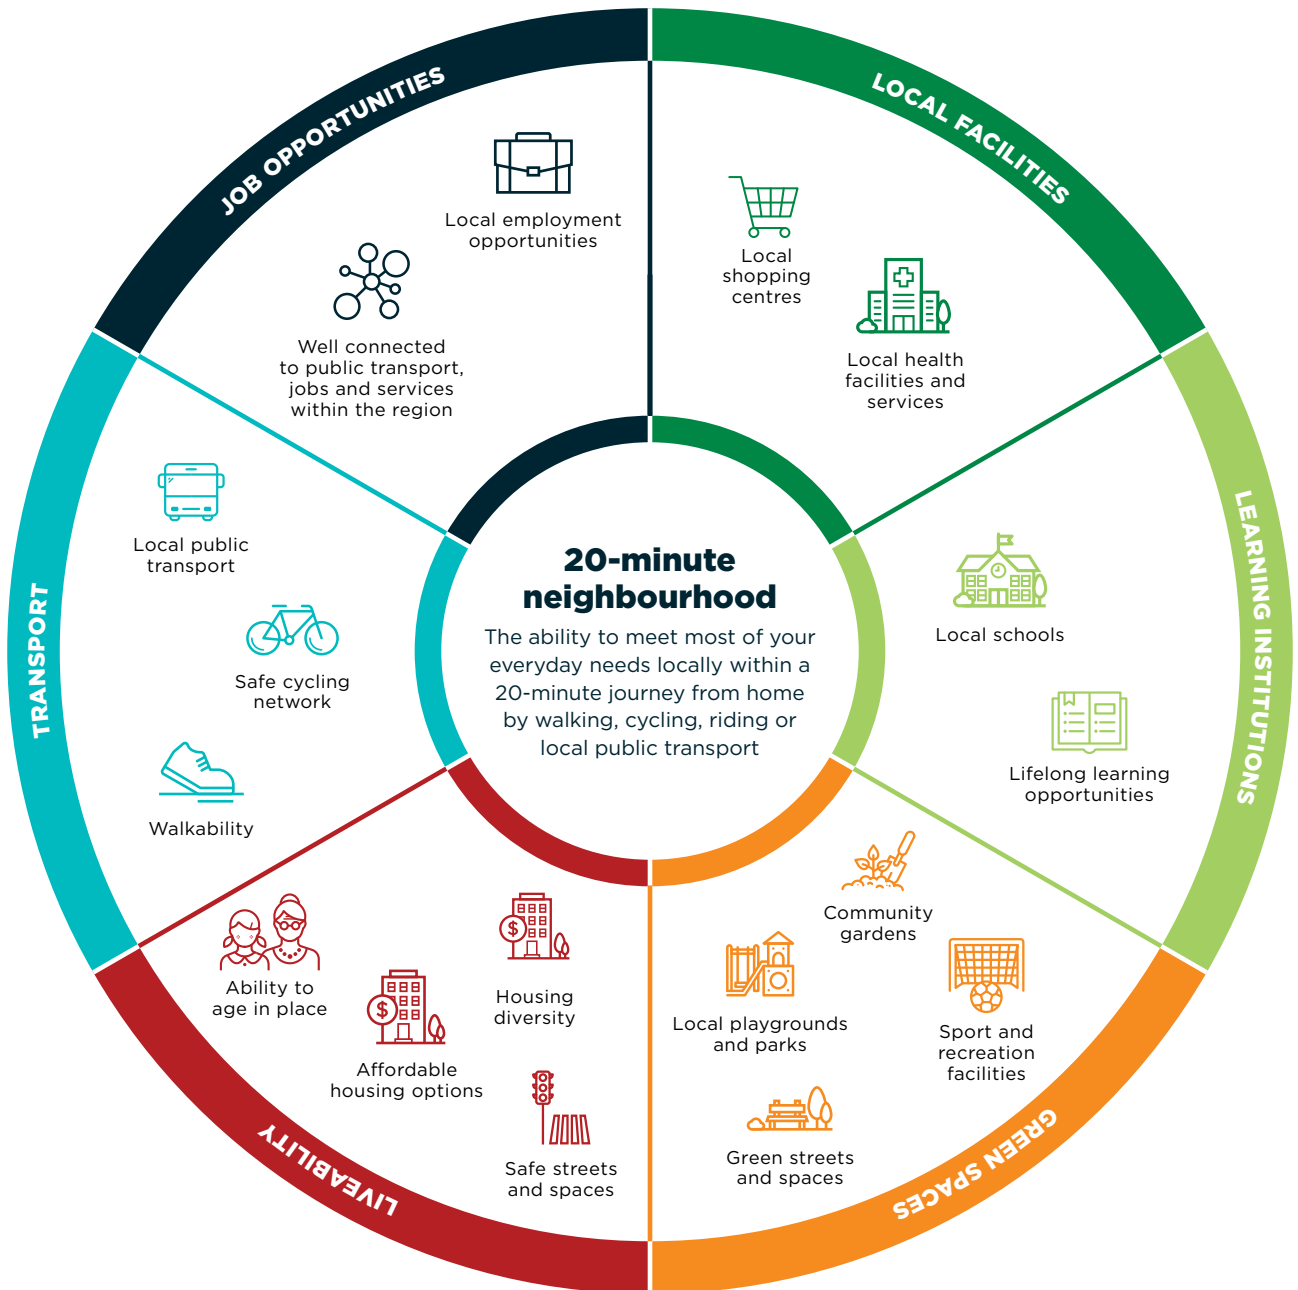 20-minute
neighbourhood
The ability to meet most of your
everyday needs locally within a
20-minute journey from home
by walking, cycling, riding or
local public transport
LOCAL FACILITIES
Local
shopping
centres
Local health
facilities and
services
LEARNING INSTITUTIONS
Local schools
Lifelong learning
opportunities
GREEN SPACES
Community
gardens
Local playgrounds
and parks
Sport and
recreation
facilities
Green streets
and spaces
LIVEABILITY
Ability to
age in place
Housing
diversity
Affordable
housing options
Safe streets
and spaces
TRANSPORT
Local public
transport
Safe cycling
network
Walkability
JOB OPPORTUNITIES
Local employment
opportunities
Well connected
to public transport,
jobs and services
within the region
$
$